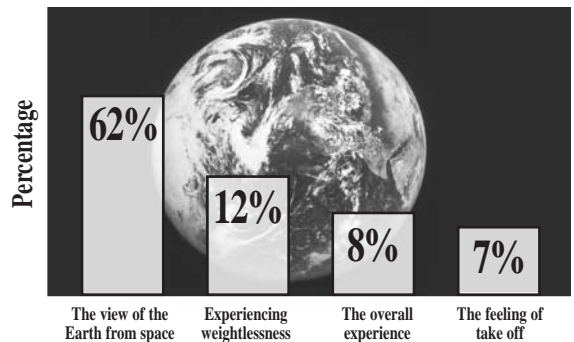 Percentage
62%
12%
8%
7%
The view of the
Earth from space
Experiencing
weightlessness
The overall
experience
The feeling of
take off